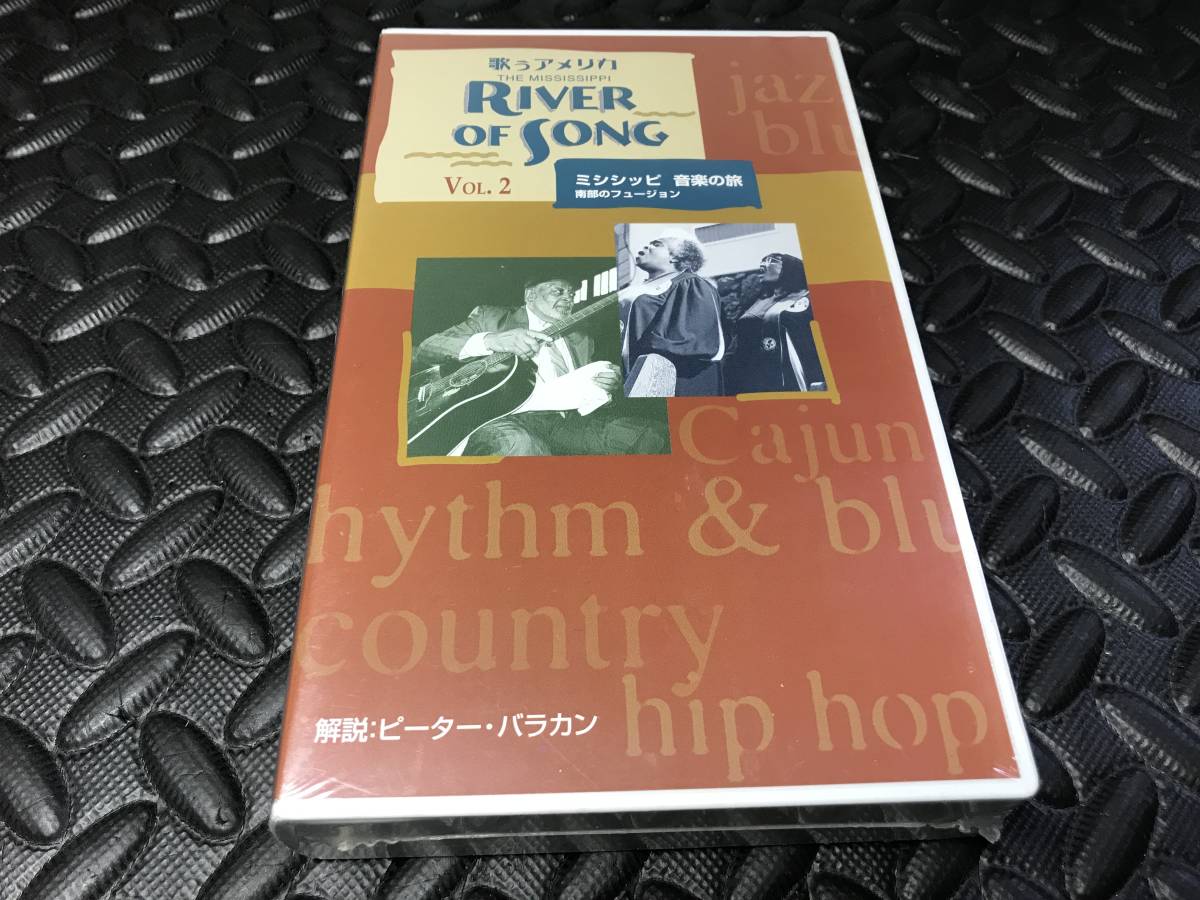 歌うアメリカ
THE MISSISSIPPI
RIVER
OF SONG
VOL. 2
ミシシッピ 音楽の旅
南部のフュージョン
jaz
blu
Cajun
hythm & blu
country
hip hop
解説:ピーター・バラカン